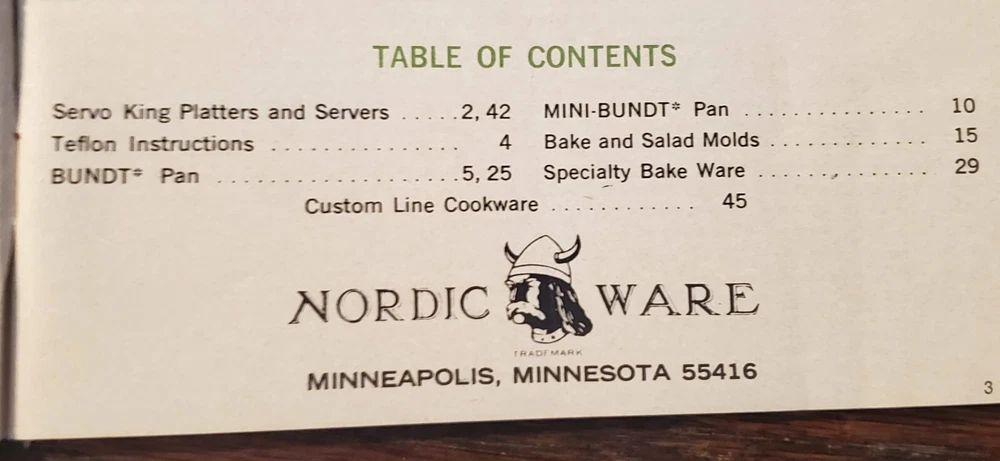 TABLE OF CONTENTS
Servo King Platters and Servers ..... 2, 42
Teflon Instructions ............... 4
BUNDT* Pan .................. 5, 25
MINI-BUNDT* Pan ............... 10
Bake and Salad Molds ............. 15
Specialty Bake Ware .............. 29
Custom Line Cookware ............ 45
NORDIC WARE
TRADEMARK
MINNEAPOLIS, MINNESOTA 55416
3